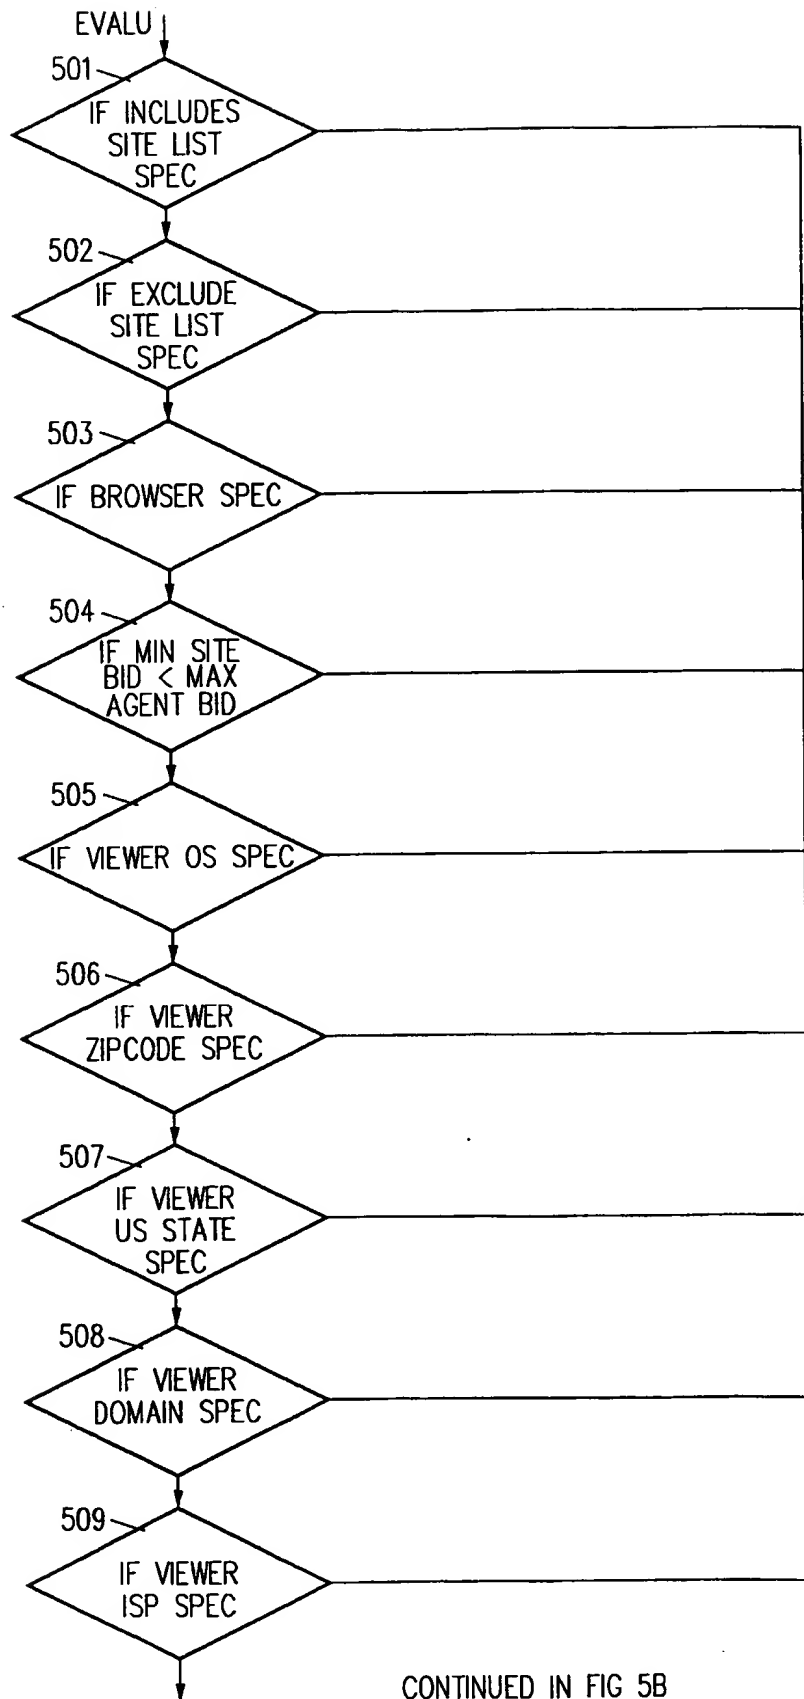 EVALU
501
IF INCLUDES
SITE LIST
SPEC
502
IF EXCLUDE
SITE LIST
SPEC
503
IF BROWSER SPEC
504
IF MIN SITE
BID < MAX
AGENT BID
505
IF VIEWER OS SPEC
506
IF VIEWER
ZIPCODE SPEC
507
IF VIEWER
US STATE
SPEC
508
IF VIEWER
DOMAIN SPEC
509
IF VIEWER
ISP SPEC
CONTINUED IN FIG 5B